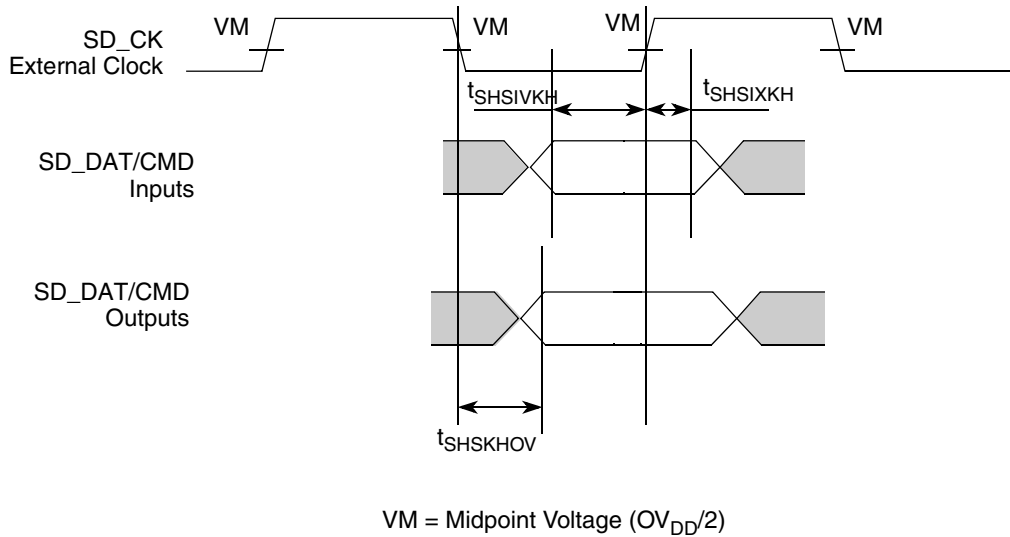 VM
VM
VM
VM
SD_CK
External Clock
tSHSIVKH
tSHSIXKH
SD_DAT/CMD
Inputs
SD_DAT/CMD
Outputs
tSHSKHOV
VM = Midpoint Voltage (OVDD/2)